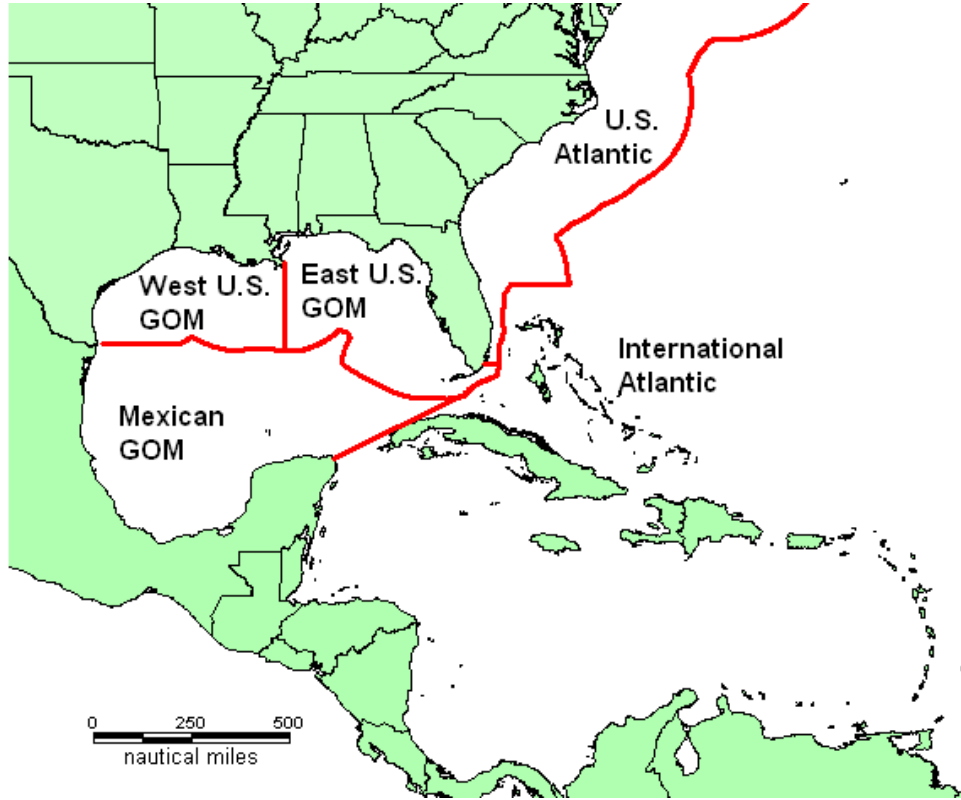 U.S.
Atlantic
West U.S.
GOM
East U.S.
GOM
International
Atlantic
Mexican
GOM
0 250 500
nautical miles